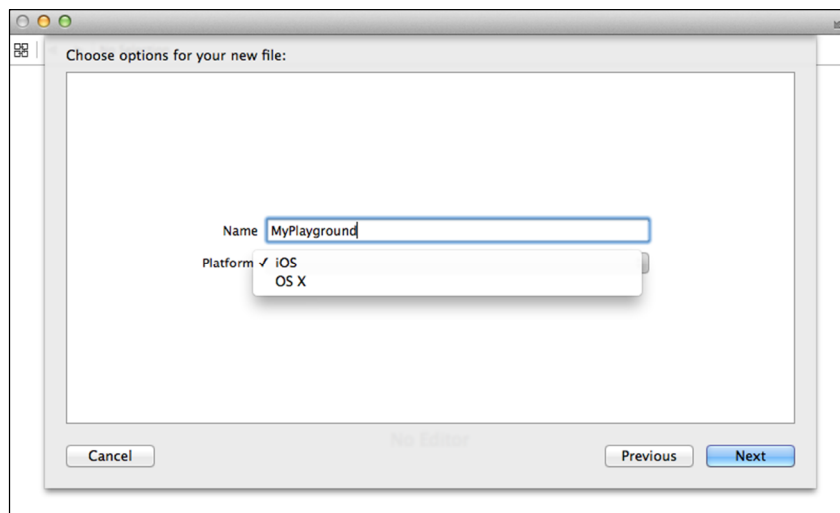 Choose options for your new file:
Name MyPlayground
Platform ✓ iOS
OS X
No Editor
Cancel Previous Next